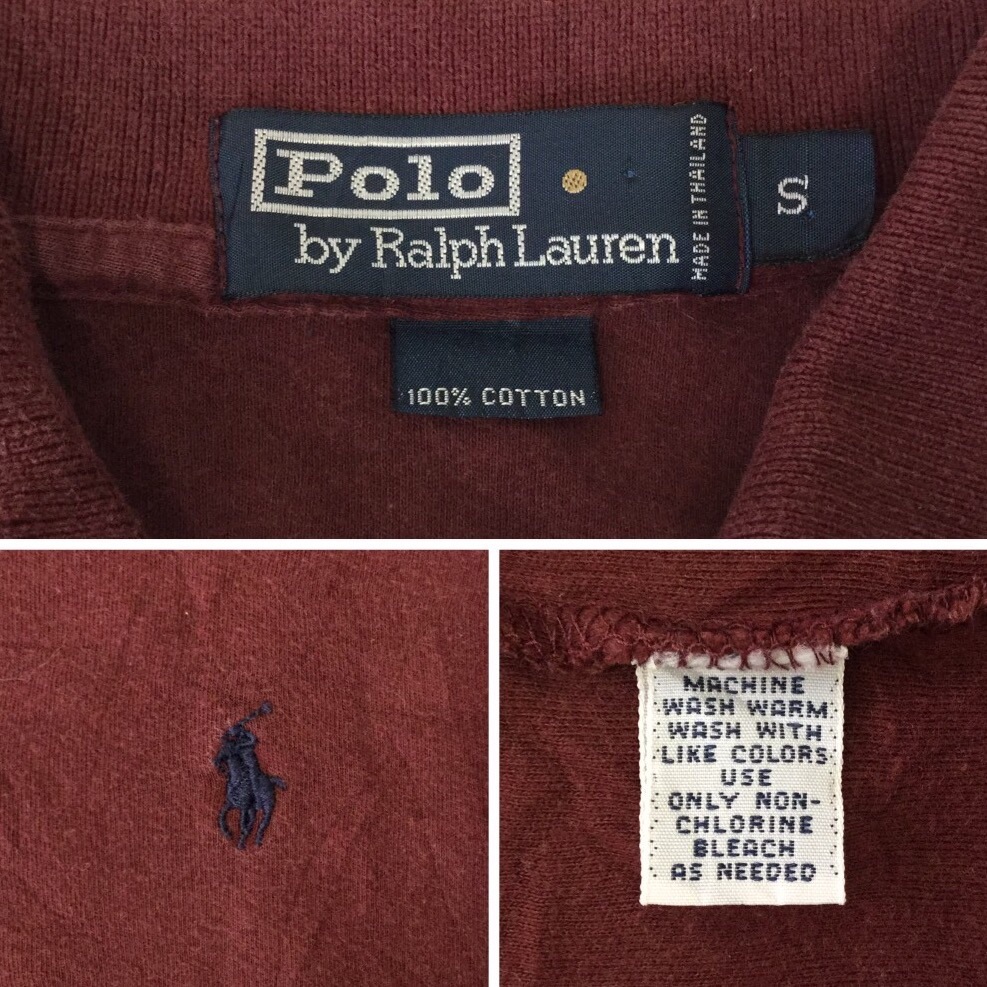 Polo
by Ralph Lauren
MADE IN THAILAND
S
100% COTTON
MACHINE
WASH WARM
WASH WITH
LIKE COLORS
USE
ONLY NON-
CHLORINE
BLEACH
AS NEEDED